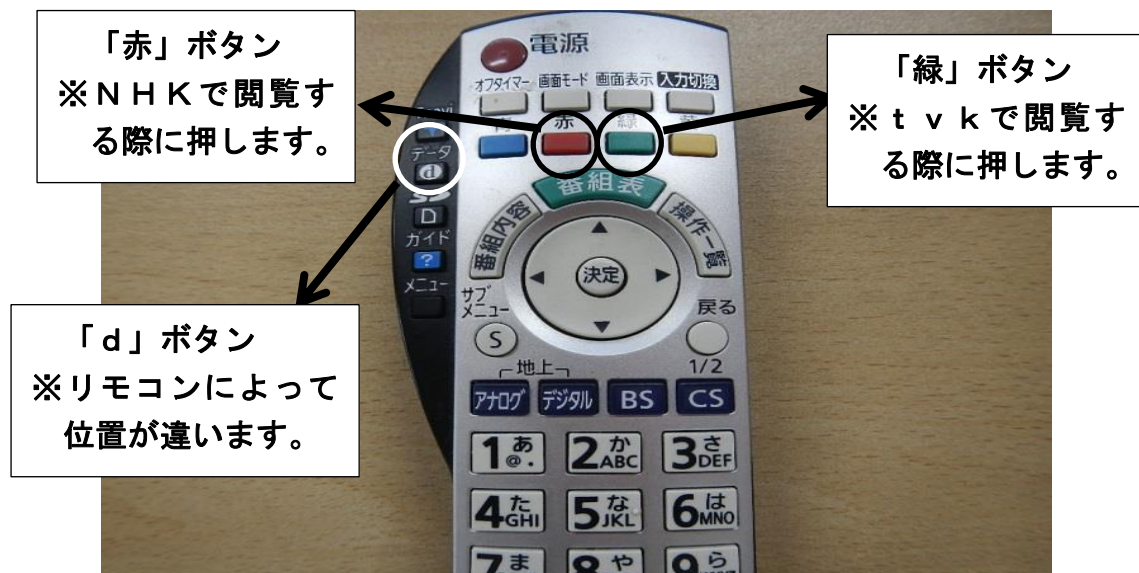 「赤」ボタン
※ＮＨＫで閲覧す
る際に押します。
「緑」ボタン
※ｔｖｋで閲覧す
る際に押します。
「ｄ」ボタン
※リモコンによって
位置が違います。
電源
オフタイマー 画面モード 画面表示 入力切換
赤 緑
データ
d
番組表
番組内容
操作一覧
ガイド
?
メニュー
決定
サブ
メニュー
S
戻る
1/2
地上
アナログ デジタル BS CS
1 あ @.
2 か ABC
3 さ DEF
4 た GHI
5 な JKL
6 は MNO
7 ま
8 や
9 ら